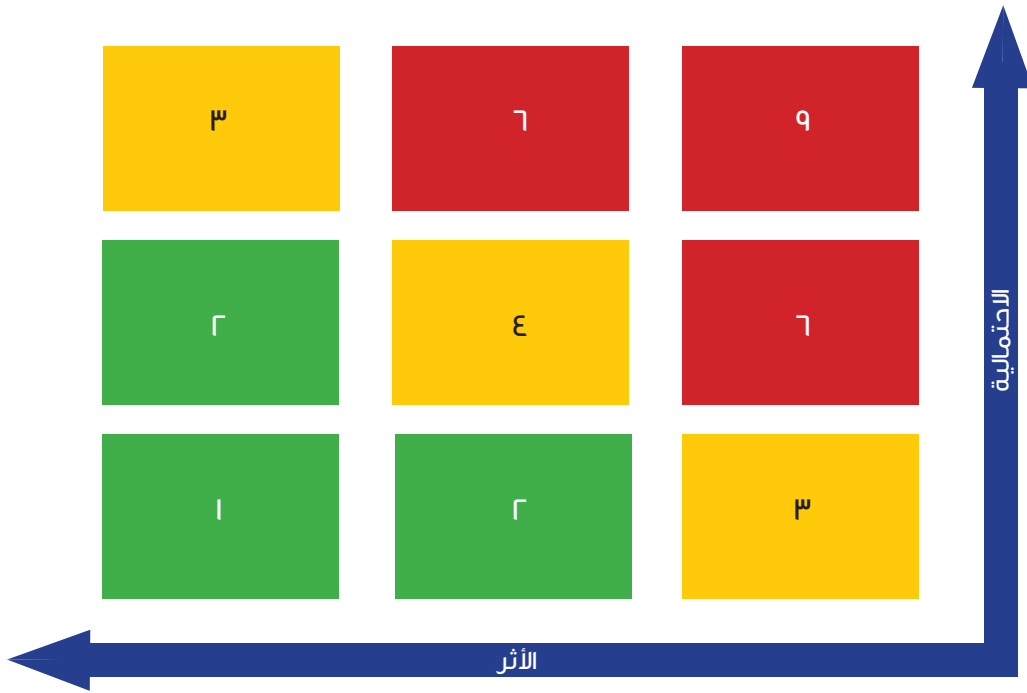 ٩ ٦ ٣
٦ ٤ ٢
٣ ٢ ١
الاحتمالية
الأثر